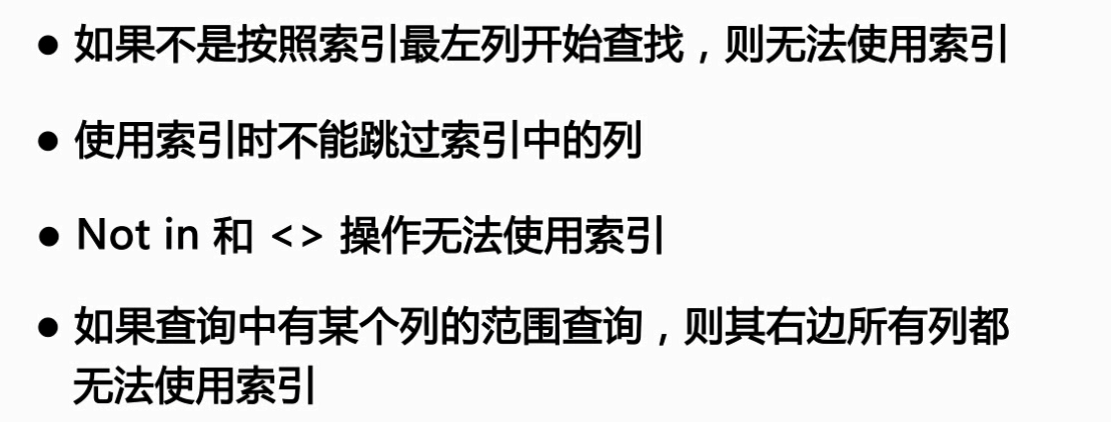 ● 如果不是按照索引最左列开始查找，则无法使用索引
● 使用索引时不能跳过索引中的列
● Not in 和 <> 操作无法使用索引
● 如果查询中有某个列的范围查询，则其右边所有列都
无法使用索引